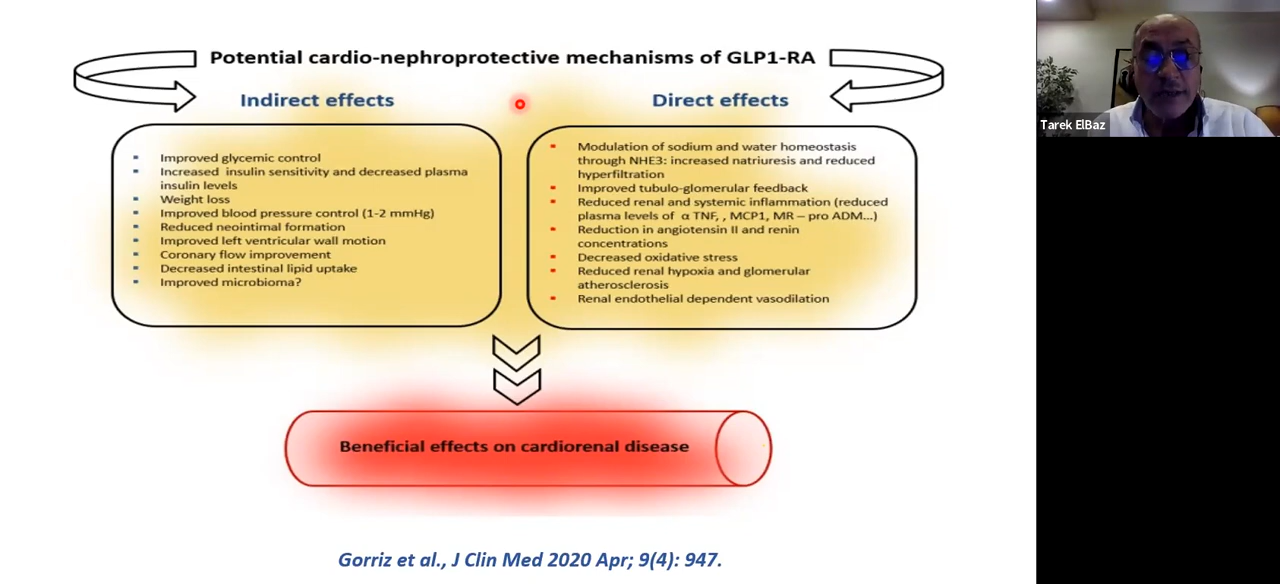 Potential cardio-nephroprotective mechanisms of GLP1-RA
Indirect effects
Improved glycemic control
Increased insulin sensitivity and decreased plasma
insulin levels
Weight loss
Improved blood pressure control (1-2 mmHg)
Reduced neointimal formation
Improved left ventricular wall motion
Coronary flow improvement
Decreased intestinal lipid uptake
Improved microbioma?
Direct effects
Modulation of sodium and water homeostasis
through NHE3: increased natriuresis and reduced
hyperfiltration
Improved tubulo-glomerular feedback
Reduced renal and systemic inflammation (reduced
plasma levels of α TNF, , MCP1, MR – pro ADM...)
Reduction in angiotensin II and renin
concentrations
Decreased oxidative stress
Reduced renal hypoxia and glomerular
atherosclerosis
Renal endothelial dependent vasodilation
Beneficial effects on cardiorenal disease
Gorriz et al., J Clin Med 2020 Apr; 9(4): 947.
Tarek ElBaz